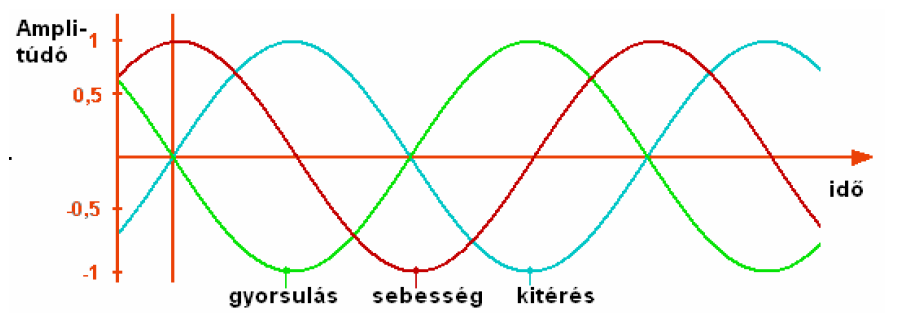 Ampli-
túdó
1
0,5
-0,5
-1
idő
gyorsulás sebesség kitérés